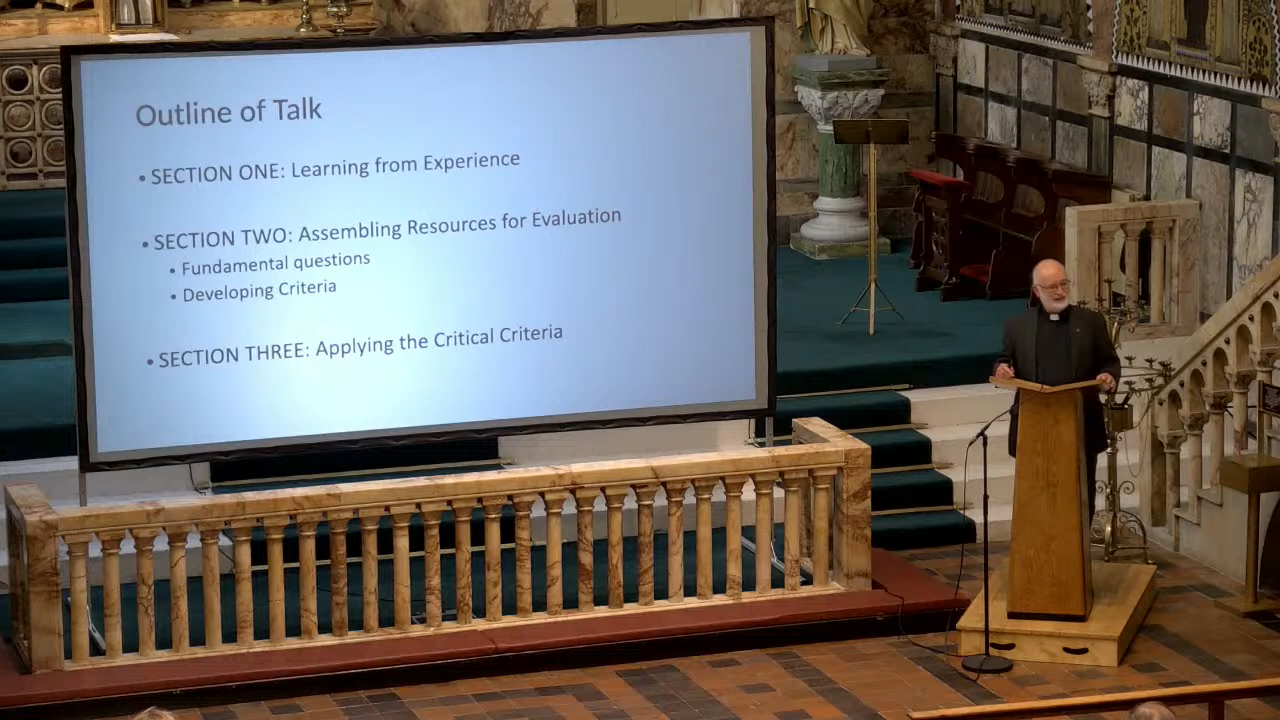 Outline of Talk
• SECTION ONE: Learning from Experience
• SECTION TWO: Assembling Resources for Evaluation
• Fundamental questions
• Developing Criteria
• SECTION THREE: Applying the Critical Criteria